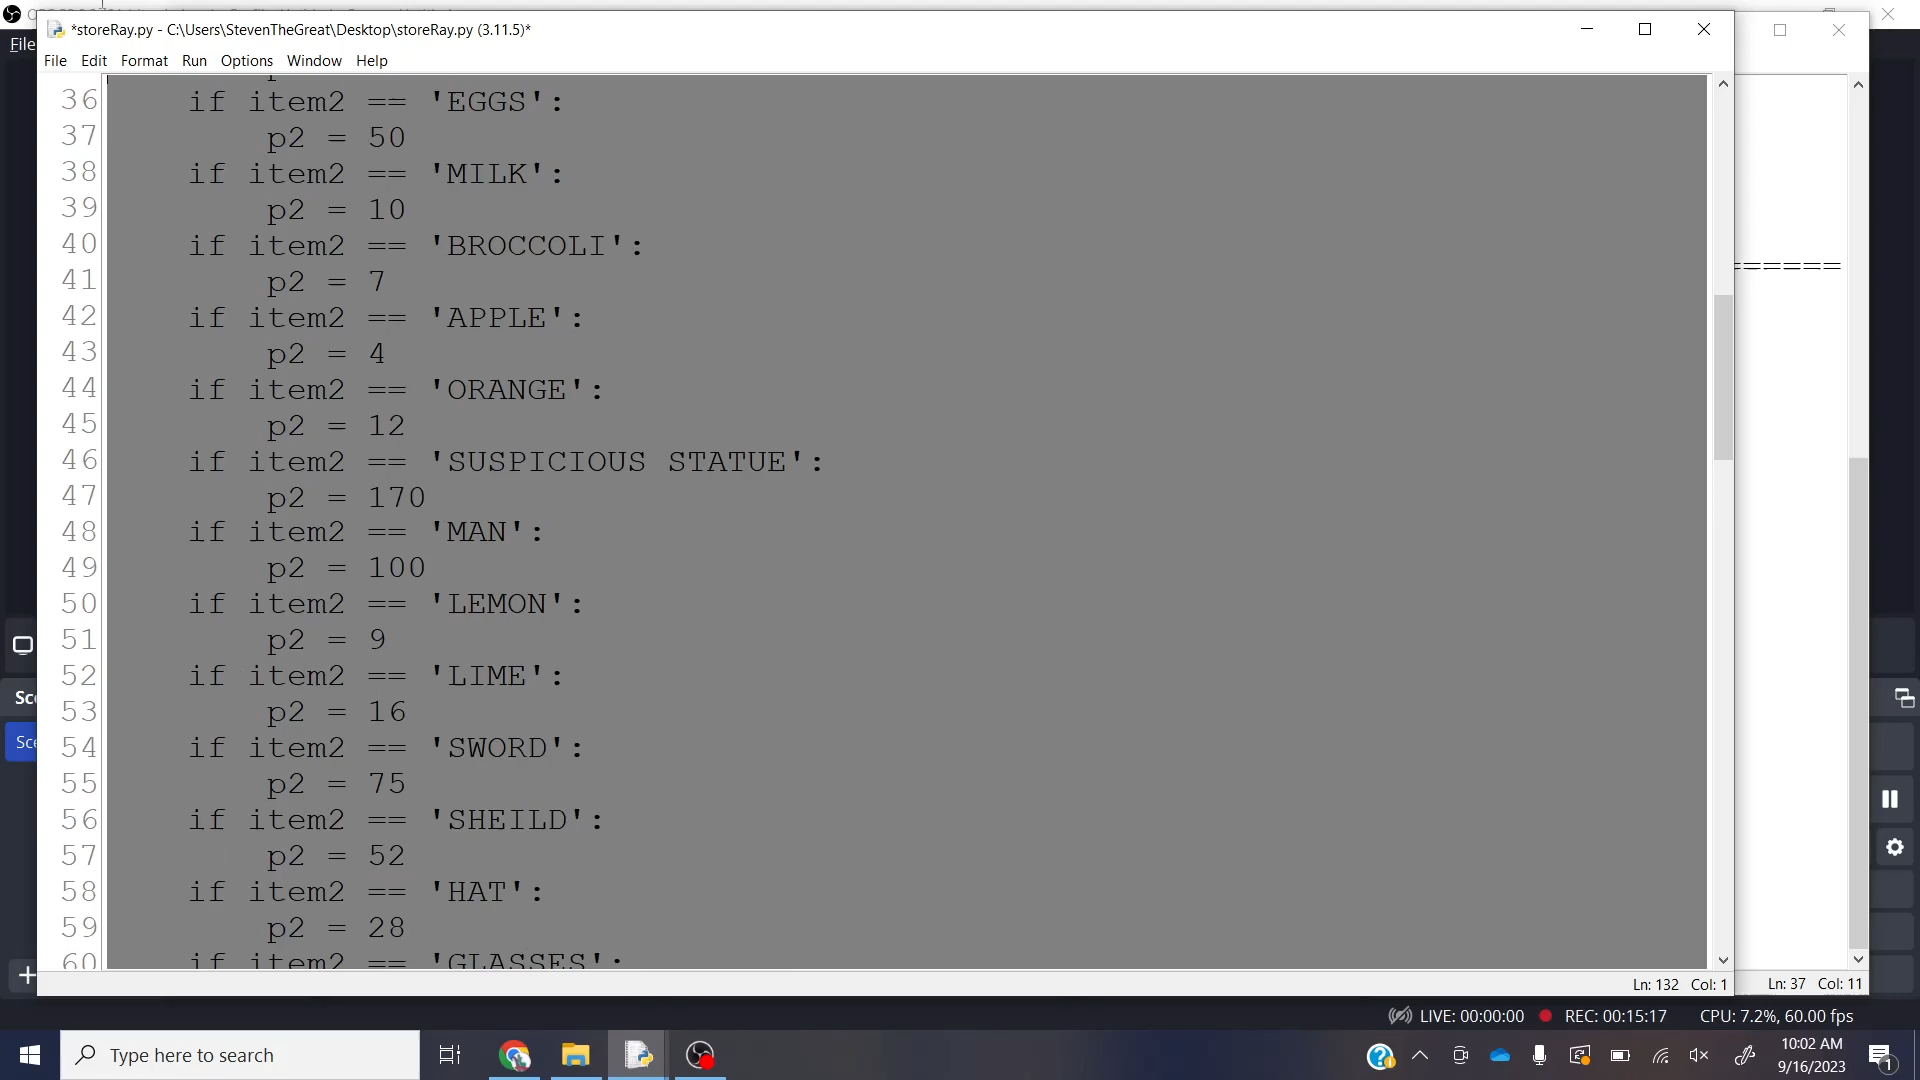 *storeRay.py - C:\Users\StevenTheGreat\Desktop\storeRay.py (3.11.5)*
File
File Edit Format Run Options Window Help
36 if item2 == 'EGGS':
37 p2 = 50
38 if item2 == 'MILK':
39 p2 = 10
40 if item2 == 'BROCCOLI':
41 p2 = 7
======
42 if item2 == 'APPLE':
43 p2 = 4
44 if item2 == 'ORANGE':
45 p2 = 12
46 if item2 == 'SUSPICIOUS STATUE':
47 p2 = 170
48 if item2 == 'MAN':
49 p2 = 100
50 if item2 == 'LEMON':
51 p2 = 9
52 if item2 == 'LIME':
53 p2 = 16
54 if item2 == 'SWORD':
55 p2 = 75
56 if item2 == 'SHEILD':
57 p2 = 52
58 if item2 == 'HAT':
59 p2 = 28
60 if item2 == 'GLASSES':
Ln: 132 Col: 1
Ln: 37 Col: 11
LIVE: 00:00:00 REC: 00:15:17 CPU: 7.2%, 60.00 fps
Type here to search
10:02 AM
9/16/2023
1